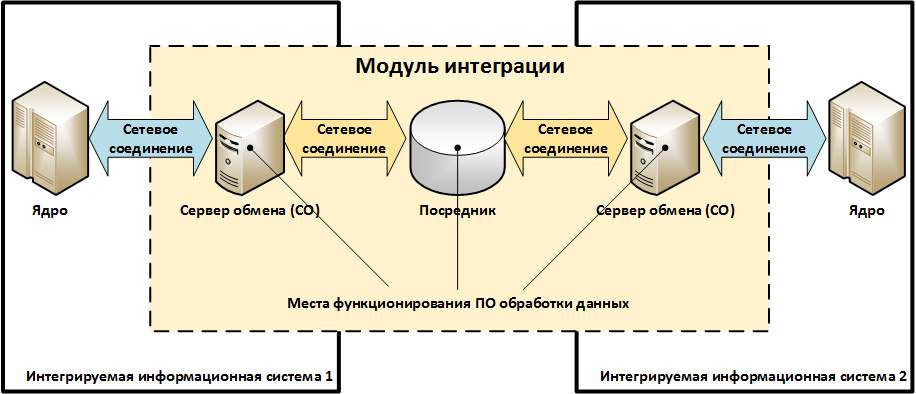 Модуль интеграции
Сетевое
соединение
Сетевое
соединение
Сетевое
соединение
Сетевое
соединение
Ядро
Сервер обмена (СО)
Посредник
Сервер обмена (СО)
Ядро
Места функционирования ПО обработки данных
Интегрируемая информационная система 1
Интегрируемая информационная система 2